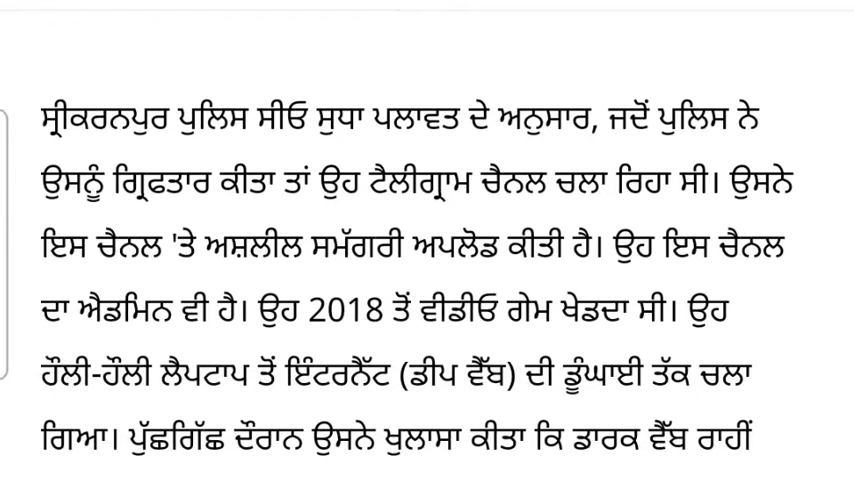 ਸ੍ਰੀਕਰਨਪੁਰ ਪੁਲਿਸ ਸੀਓ ਸੁਧਾ ਪਲਾਵਤ ਦੇ ਅਨੁਸਾਰ, ਜਦੋਂ ਪੁਲਿਸ ਨੇ
ਉਸਨੂੰ ਗ੍ਰਿਫਤਾਰ ਕੀਤਾ ਤਾਂ ਉਹ ਟੈਲੀਗ੍ਰਾਮ ਚੈਨਲ ਚਲਾ ਰਿਹਾ ਸੀ। ਉਸਨੇ
ਇਸ ਚੈਨਲ 'ਤੇ ਅਸ਼ਲੀਲ ਸਮੱਗਰੀ ਅਪਲੋਡ ਕੀਤੀ ਹੈ। ਉਹ ਇਸ ਚੈਨਲ
ਦਾ ਐਡਮਿਨ ਵੀ ਹੈ। ਉਹ 2018 ਤੋਂ ਵੀਡੀਓ ਗੇਮ ਖੇਡਦਾ ਸੀ। ਉਹ
ਹੌਲੀ-ਹੌਲੀ ਲੈਪਟਾਪ ਤੋਂ ਇੰਟਰਨੈੱਟ (ਡੀਪ ਵੈੱਬ) ਦੀ ਡੂੰਘਾਈ ਤੱਕ ਚਲਾ
ਗਿਆ। ਪੁੱਛਗਿੱਛ ਦੌਰਾਨ ਉਸਨੇ ਖੁਲਾਸਾ ਕੀਤਾ ਕਿ ਡਾਰਕ ਵੈੱਬ ਰਾਹੀਂ